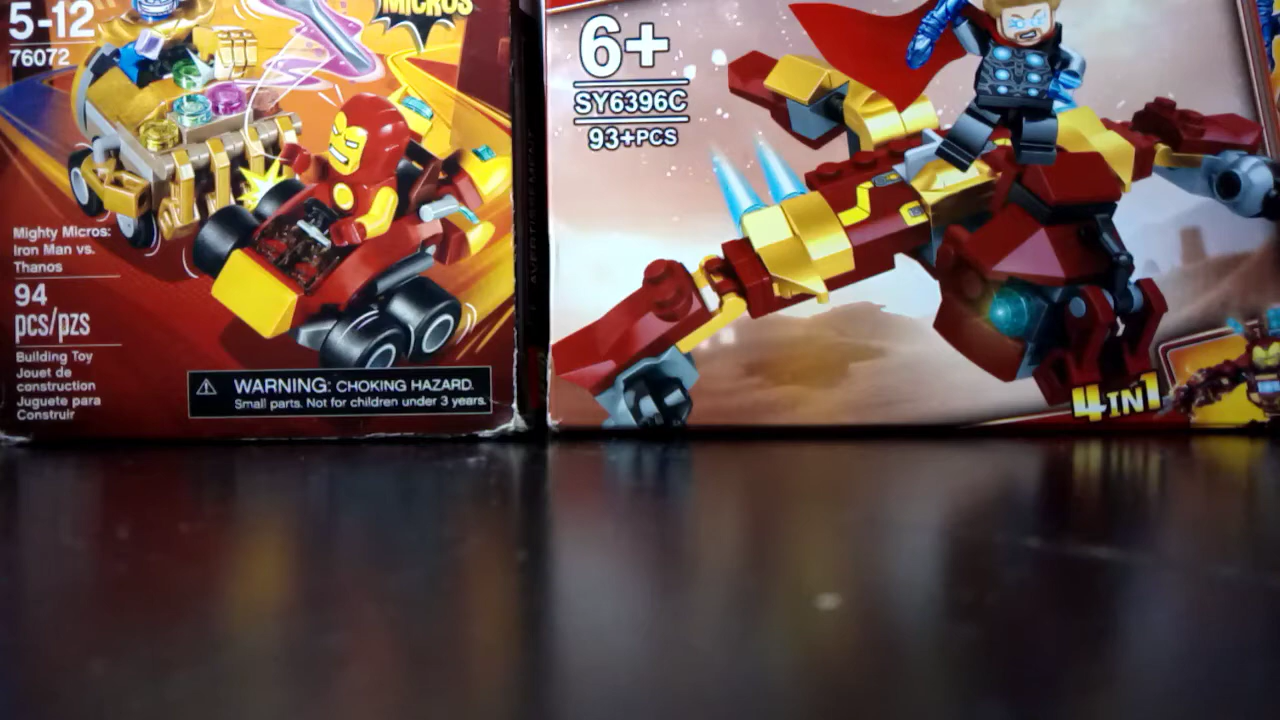 5-12
76072
MICROS
Mighty Micros:
Iron Man vs.
Thanos
94
pcs/pzs
Building Toy
Jouet de
construction
Juguete para
Construir
WARNING: CHOKING HAZARD.
Small parts. Not for children under 3 years.
ADVERTISEMENT
6+
SY6396C
93+PCS
4IN1